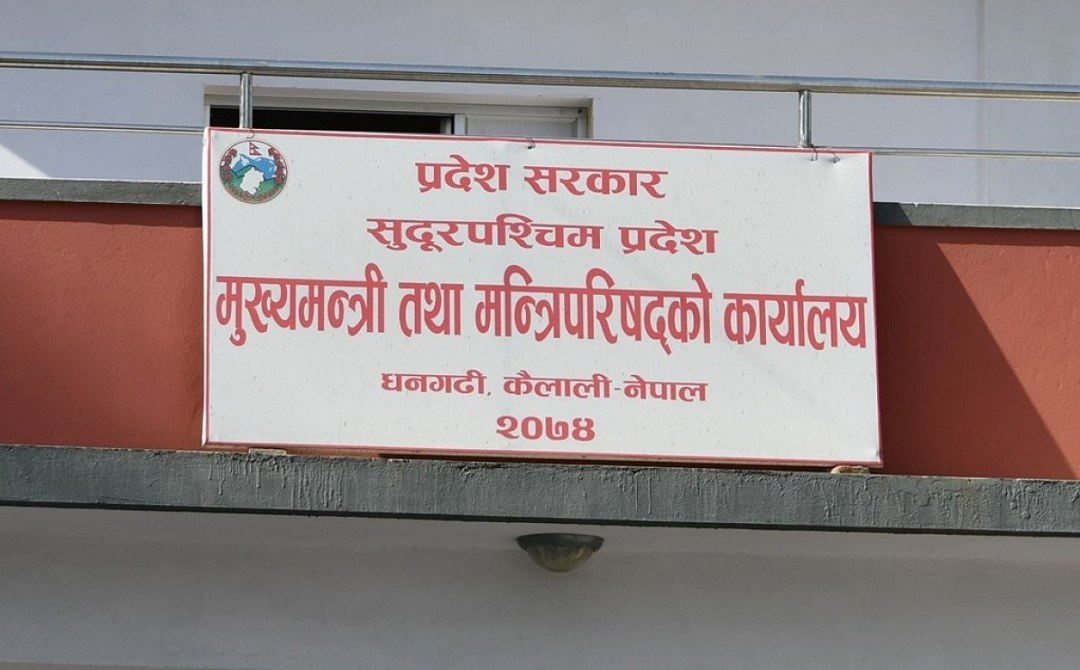 प्रदेश सरकार
सुदूरपश्चिम प्रदेश
मुख्यमन्त्री तथा मन्त्रिपरिषद्को कार्यालय
धनगढी, कैलाली-नेपाल
२०७४